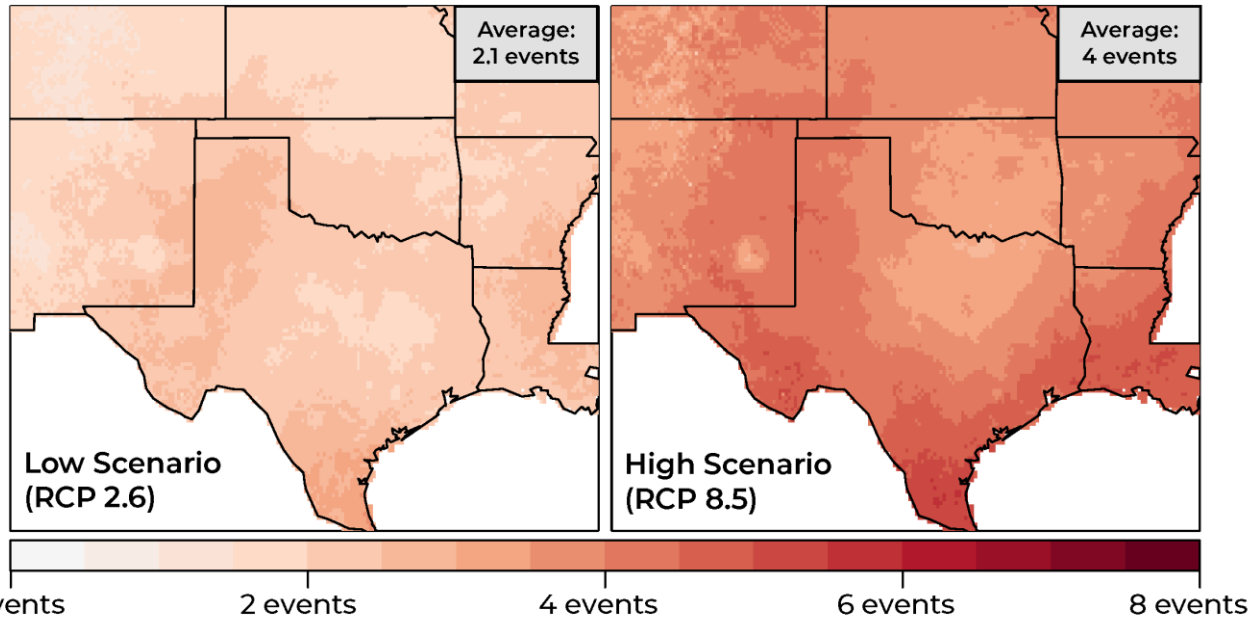 Average:
2.1 events
Average:
4 events
Low Scenario
(RCP 2.6)
High Scenario
(RCP 8.5)
2 events
4 events
6 events
8 events